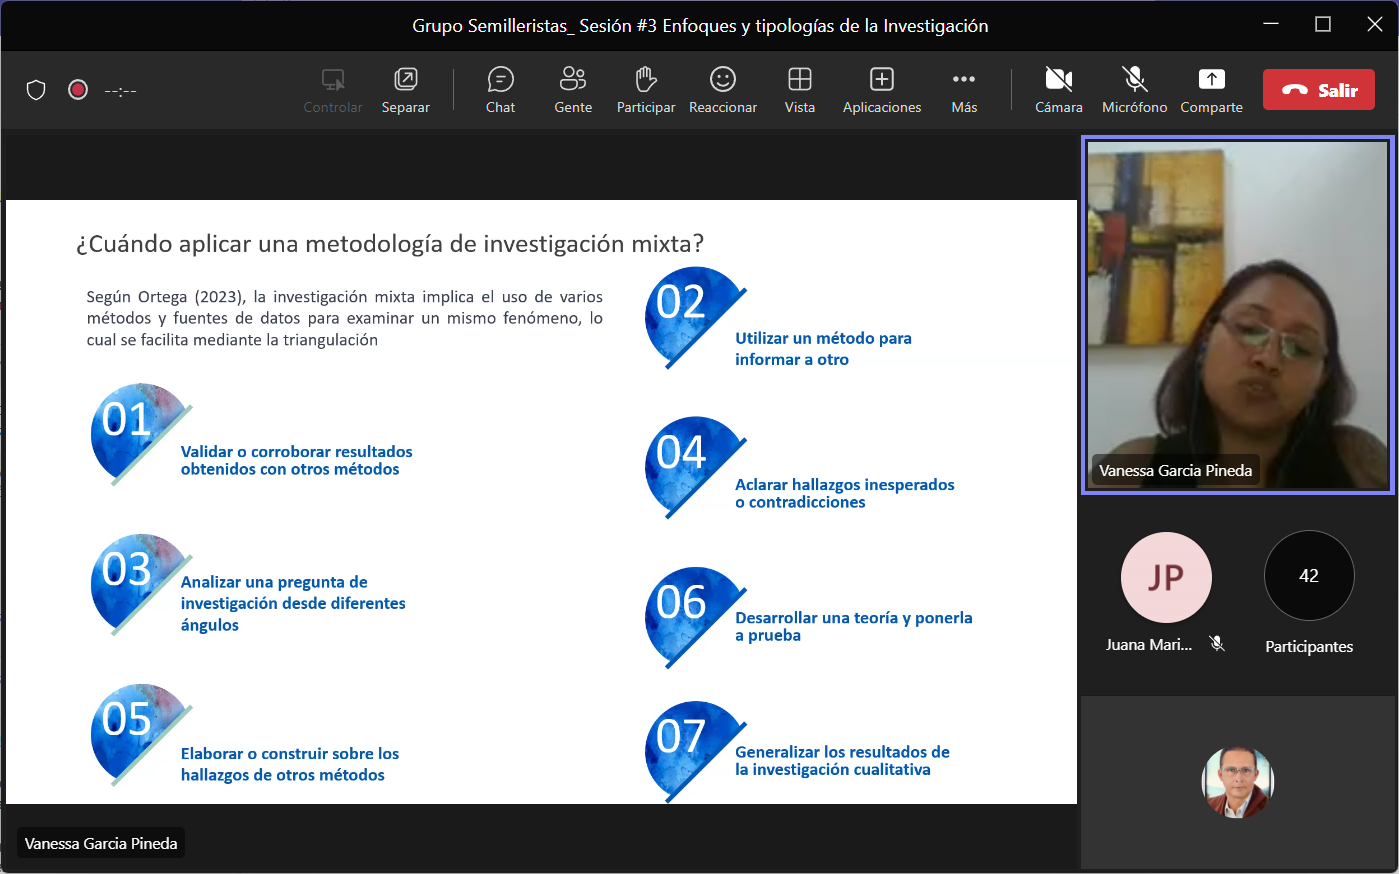 Grupo Semilleristas_ Sesión #3 Enfoques y tipologías de la Investigación
--:--
Controlar
Separar
Chat
Gente
Participar
Reaccionar
Vista
Aplicaciones
Más
Cámara
Micrófono
Comparte
Salir
¿Cuándo aplicar una metodología de investigación mixta?
Según Ortega (2023), la investigación mixta implica el uso de varios
métodos y fuentes de datos para examinar un mismo fenómeno, lo
cual se facilita mediante la triangulación
01
Validar o corroborar resultados
obtenidos con otros métodos
02
Utilizar un método para
informar a otro
03
Analizar una pregunta de
investigación desde diferentes
ángulos
04
Aclarar hallazgos inesperados
o contradicciones
05
Elaborar o construir sobre los
hallazgos de otros métodos
06
Desarrollar una teoría y ponerla
a prueba
07
Generalizar los resultados de
la investigación cualitativa
Vanessa Garcia Pineda
JP
Juana Mari...
42
Participantes
Vanessa Garcia Pineda